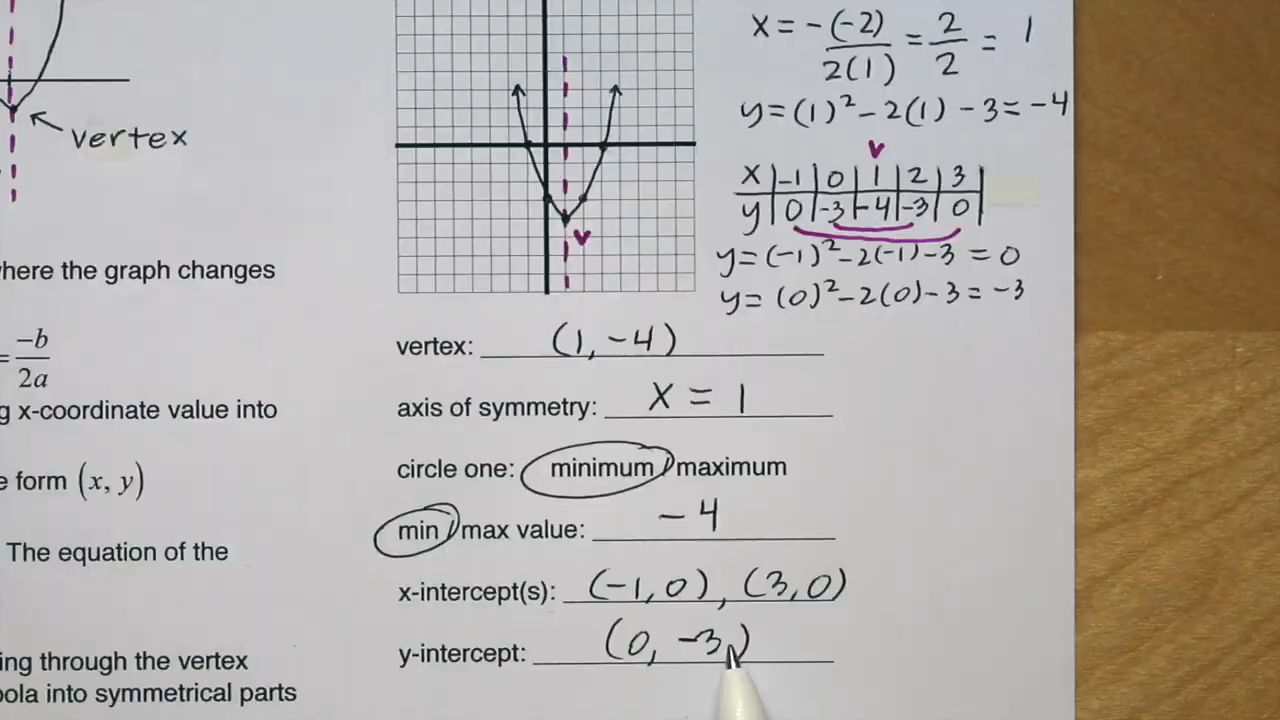 vertex
where the graph changes
= -b / 2a
g x-coordinate value into
e form (x, y)
The equation of the
ing through the vertex
bola into symmetrical parts
v
x = -(-2) / 2(1) = 2/2 = 1
y = (1)² - 2(1) - 3 = -4
v
x | -1 | 0 | 1 | 2 | 3 |
y | 0 | -3 | -4 | -3 | 0 |
y = (-1)² - 2(-1) - 3 = 0
y = (0)² - 2(0) - 3 = -3
vertex: (1, -4)
axis of symmetry: x = 1
circle one: minimum / maximum
min / max value: -4
x-intercept(s): (-1, 0), (3, 0)
y-intercept: (0, -3)